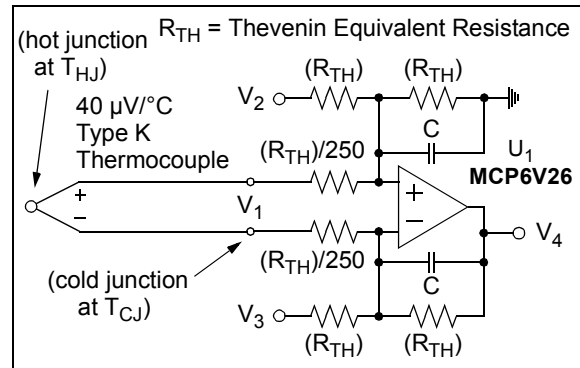 (hot junction
at T_HJ)
R_TH = Thevenin Equivalent Resistance
(R_TH)
(R_TH)
40 µV/°C
Type K
Thermocouple
V_2
C
U_1
MCP6V26
(R_TH)/250
+
−
V_1
+
−
V_4
(R_TH)/250
(cold junction
at T_CJ)
C
V_3
(R_TH)
(R_TH)